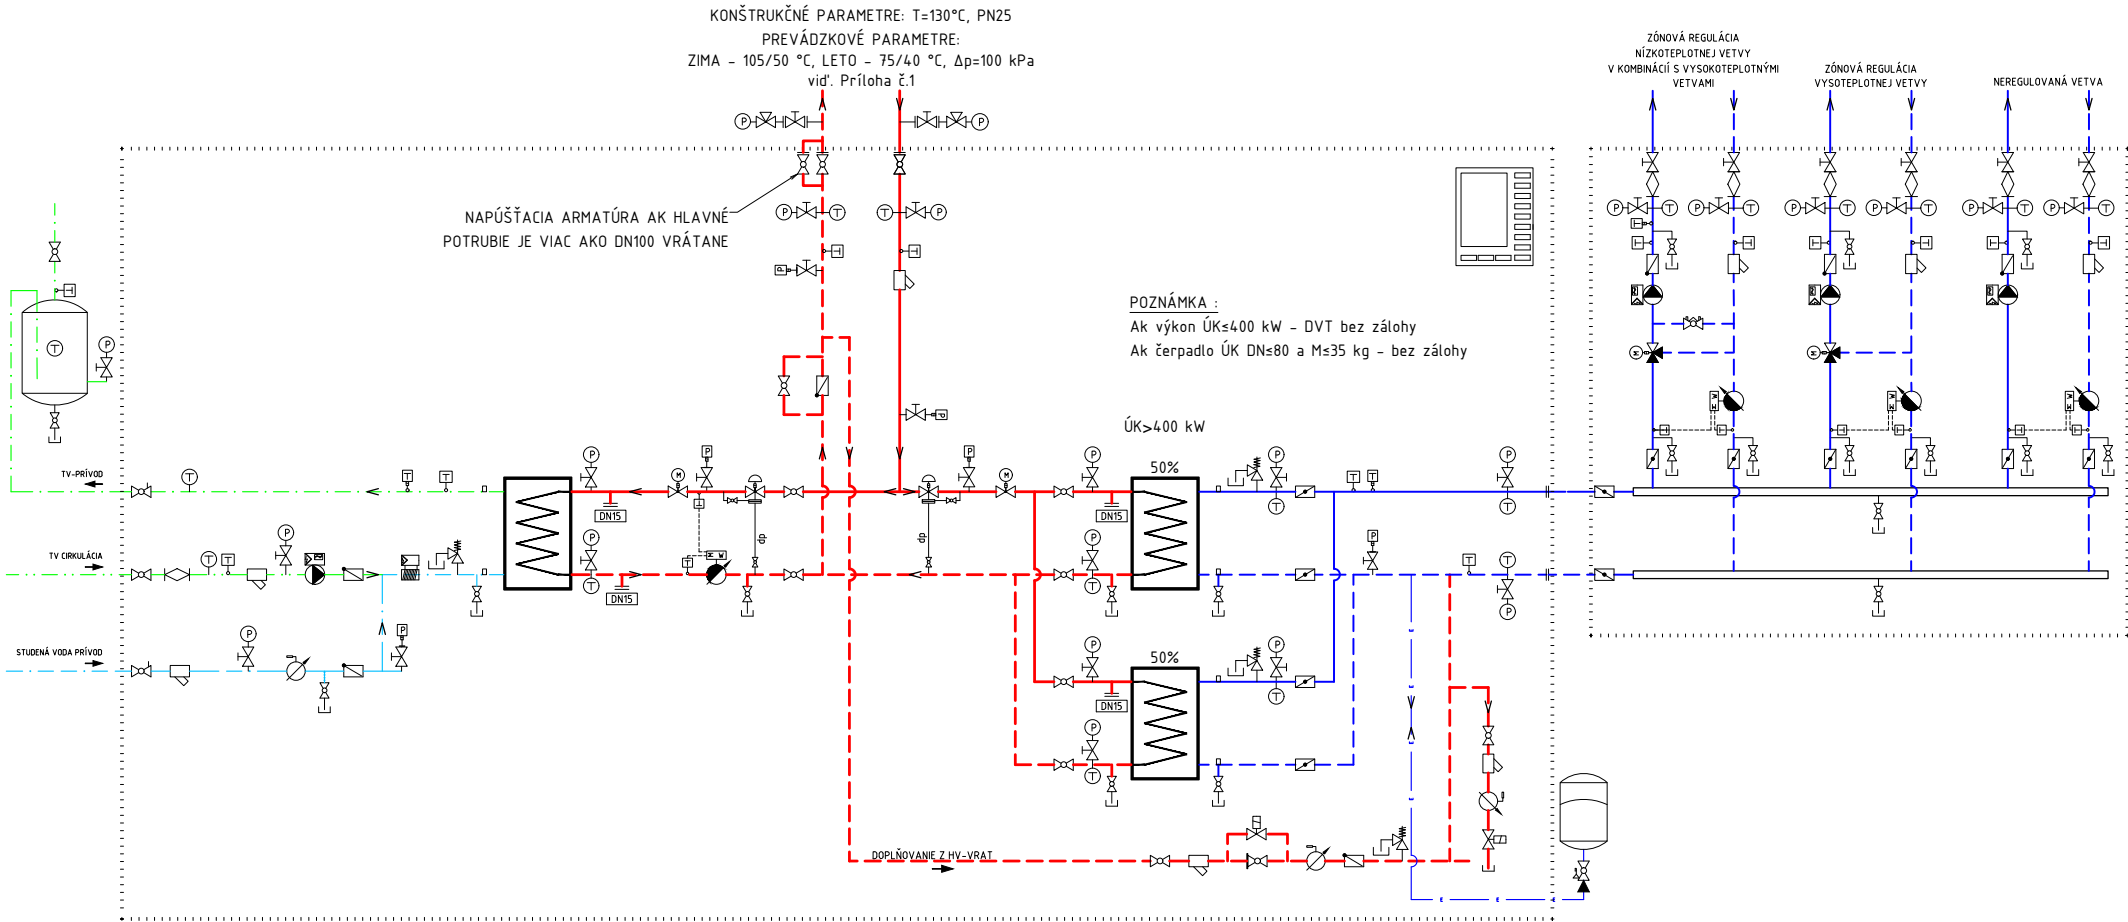 KONŠTRUKČNÉ PARAMETRE: T=130°C, PN25
PREVÁDZKOVÉ PARAMETRE:
ZIMA - 105/50 °C, LETO - 75/40 °C, Δp=100 kPa
viď. Príloha č.1
ZÓNOVÁ REGULÁCIA
NÍZKOTEPLOTNEJ VETVY
V KOMBINÁCIÍ S VYSOKOTEPLOTNÝMI
VETVAMI
ZÓNOVÁ REGULÁCIA
VYSOTEPLOTNEJ VETVY
NEREGULOVANÁ VETVA
NAPÚŠŤACIA ARMATÚRA AK HLAVNÉ
POTRUBIE JE VIAC AKO DN100 VRÁTANE
POZNÁMKA :
Ak výkon ÚK≤400 kW - DVT bez zálohy
Ak čerpadlo ÚK DN≤80 a M≤35 kg - bez zálohy
ÚK>400 kW
50%
TV-PRÍVOD
DN15
DN15
dp
dp
TV CIRKULÁCIA
DN15
STUDENÁ VODA PRÍVOD
50%
DN15
DOPLŇOVANIE Z HV-VRAT